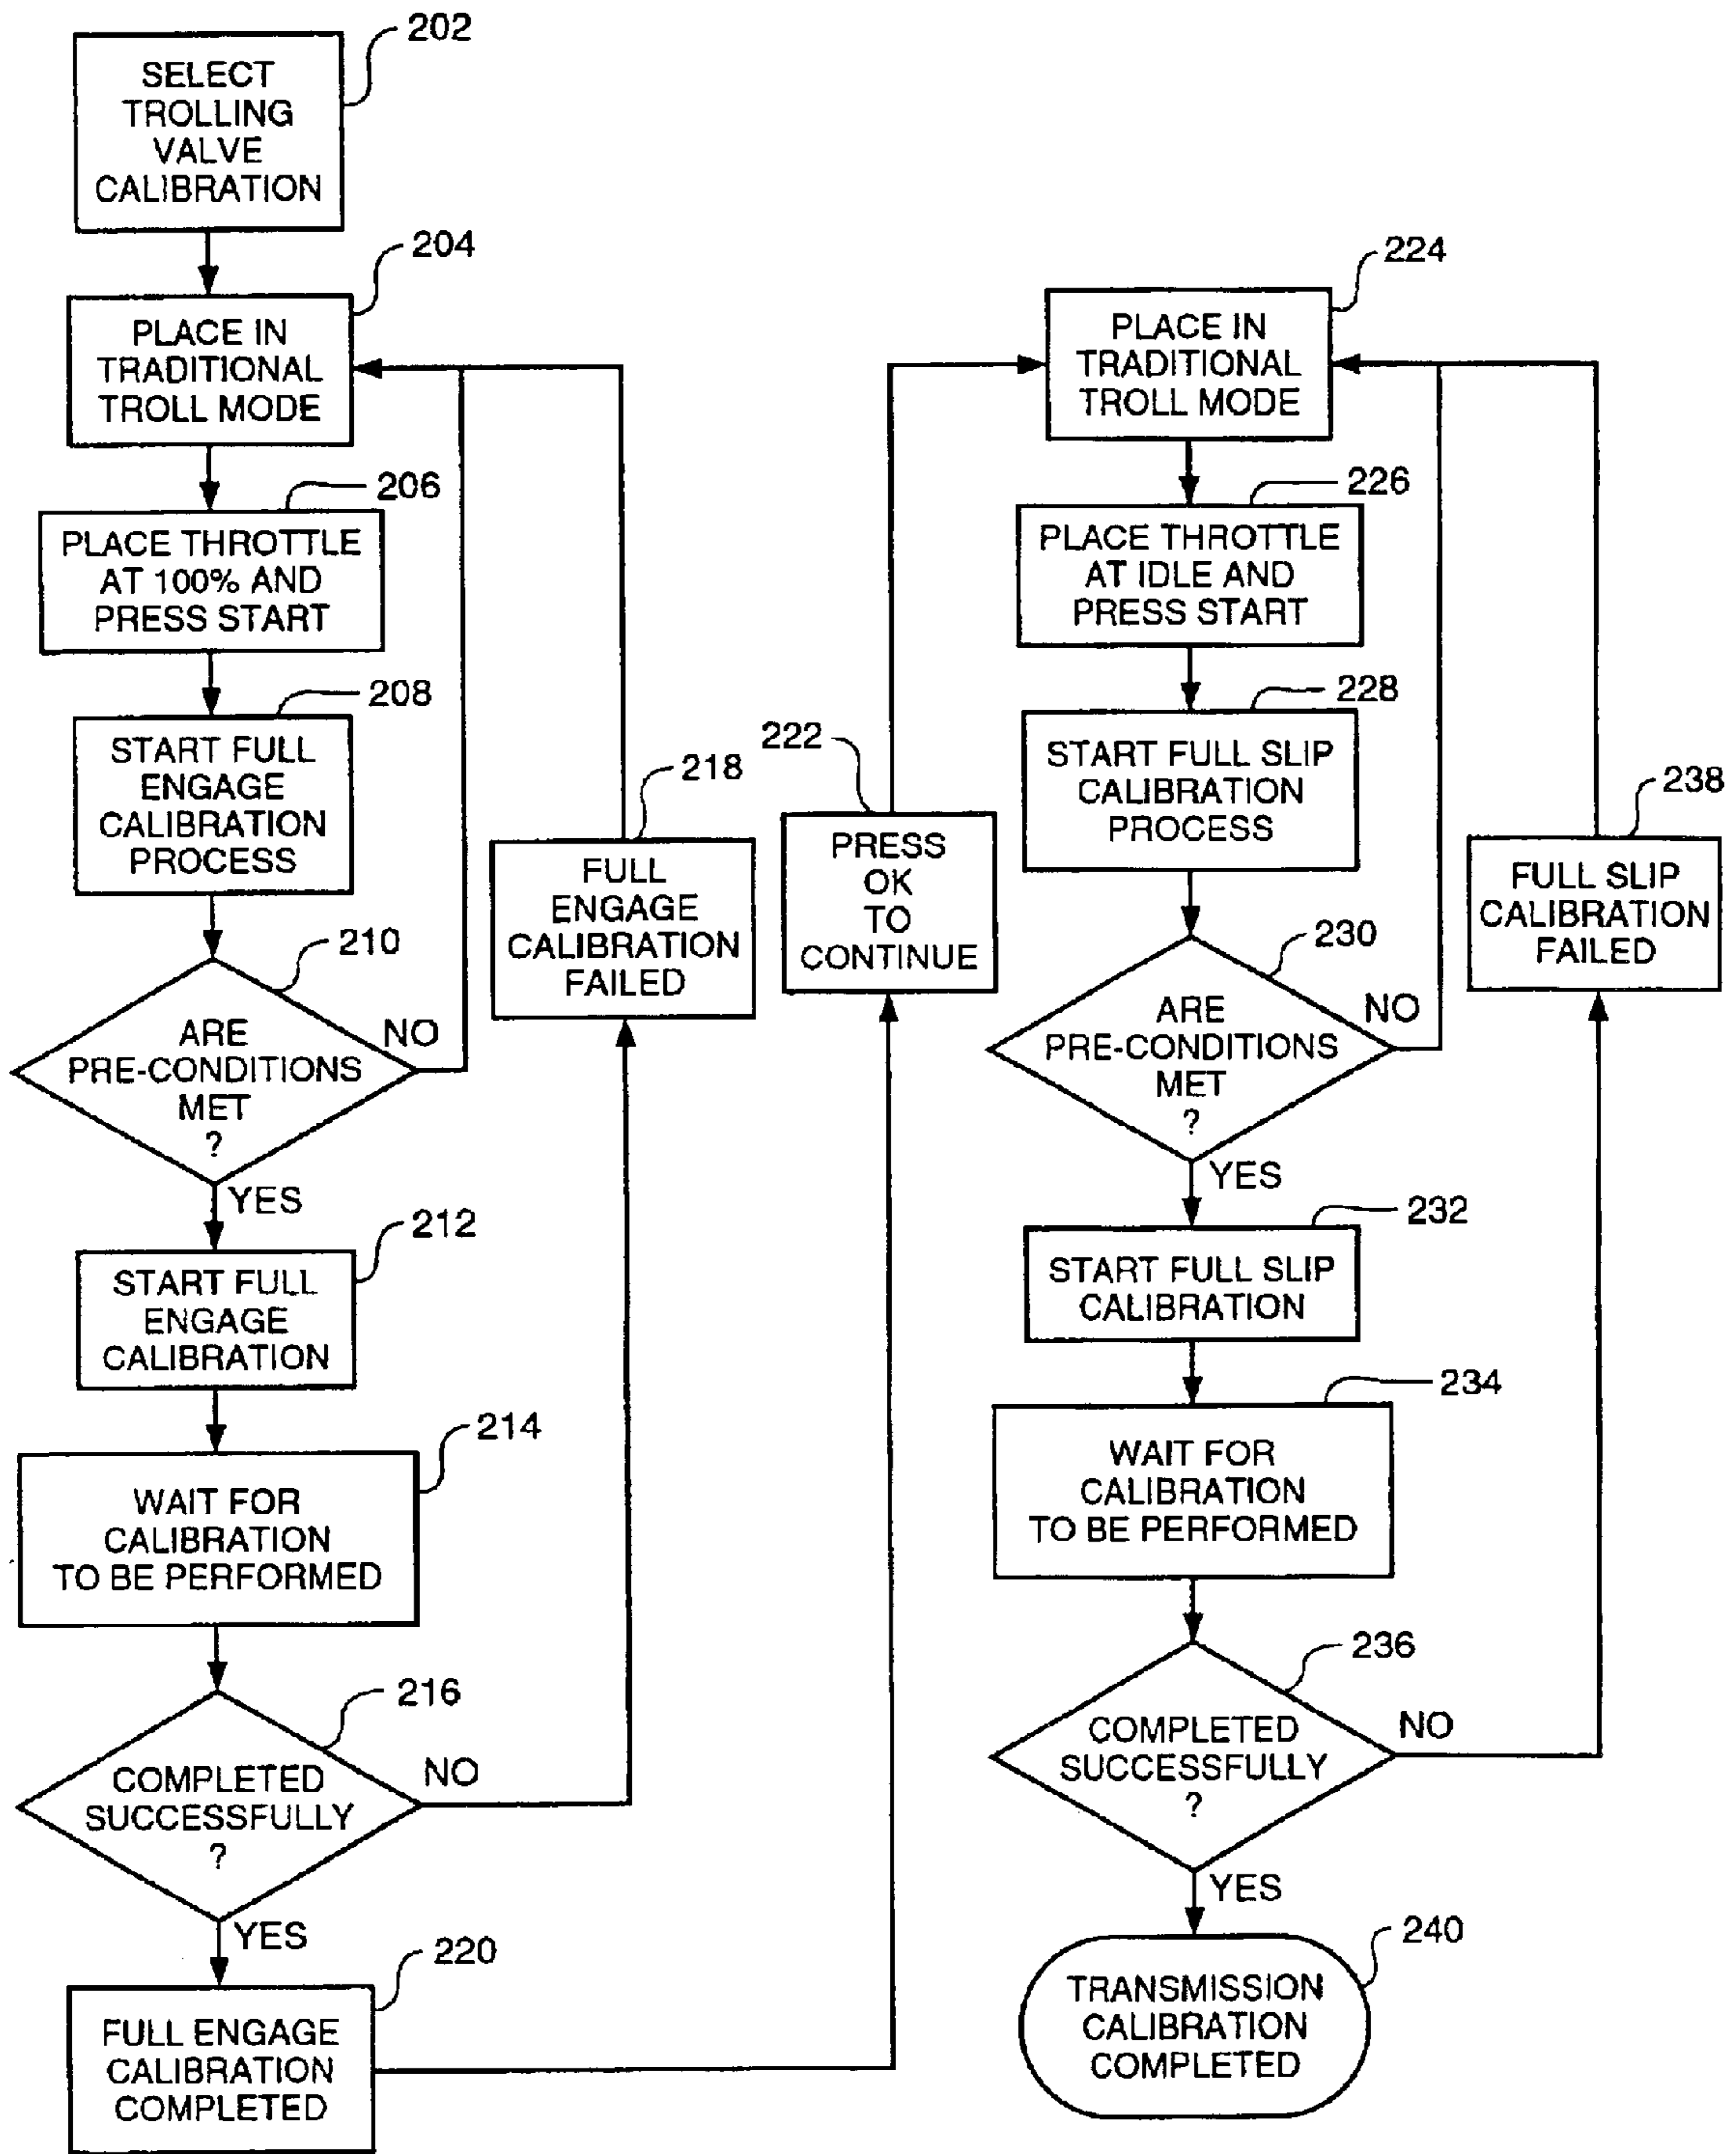 202
SELECT
TROLLING
VALVE
CALIBRATION
204
PLACE IN
TRADITIONAL
TROLL MODE
206
PLACE THROTTLE
AT 100% AND
PRESS START
208
START FULL
ENGAGE
CALIBRATION
PROCESS
210
ARE
PRE-CONDITIONS
MET
?
NO
YES
212
START FULL
ENGAGE
CALIBRATION
214
WAIT FOR
CALIBRATION
TO BE PERFORMED
216
COMPLETED
SUCCESSFULLY
?
NO
YES
218
FULL
ENGAGE
CALIBRATION
FAILED
220
FULL ENGAGE
CALIBRATION
COMPLETED
222
PRESS
OK
TO
CONTINUE
224
PLACE IN
TRADITIONAL
TROLL MODE
226
PLACE THROTTLE
AT IDLE AND
PRESS START
228
START FULL SLIP
CALIBRATION
PROCESS
230
ARE
PRE-CONDITIONS
MET
?
NO
YES
232
START FULL SLIP
CALIBRATION
234
WAIT FOR
CALIBRATION
TO BE PERFORMED
236
COMPLETED
SUCCESSFULLY
?
NO
YES
238
FULL SLIP
CALIBRATION
FAILED
240
TRANSMISSION
CALIBRATION
COMPLETED